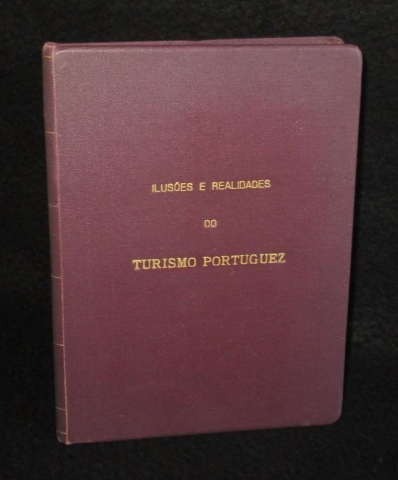 ILUSÕES E REALIDADES
DO
TURISMO PORTUGUEZ